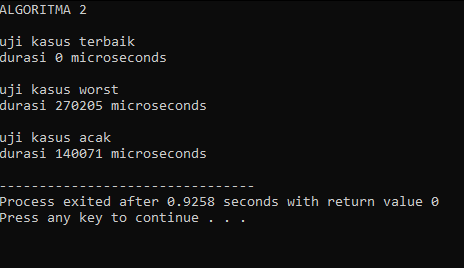 ALGORITMA 2
uji kasus terbaik
durasi 0 microseconds
uji kasus worst
durasi 270205 microseconds
uji kasus acak
durasi 140071 microseconds
--------------------------------
Process exited after 0.9258 seconds with return value 0
Press any key to continue . . .